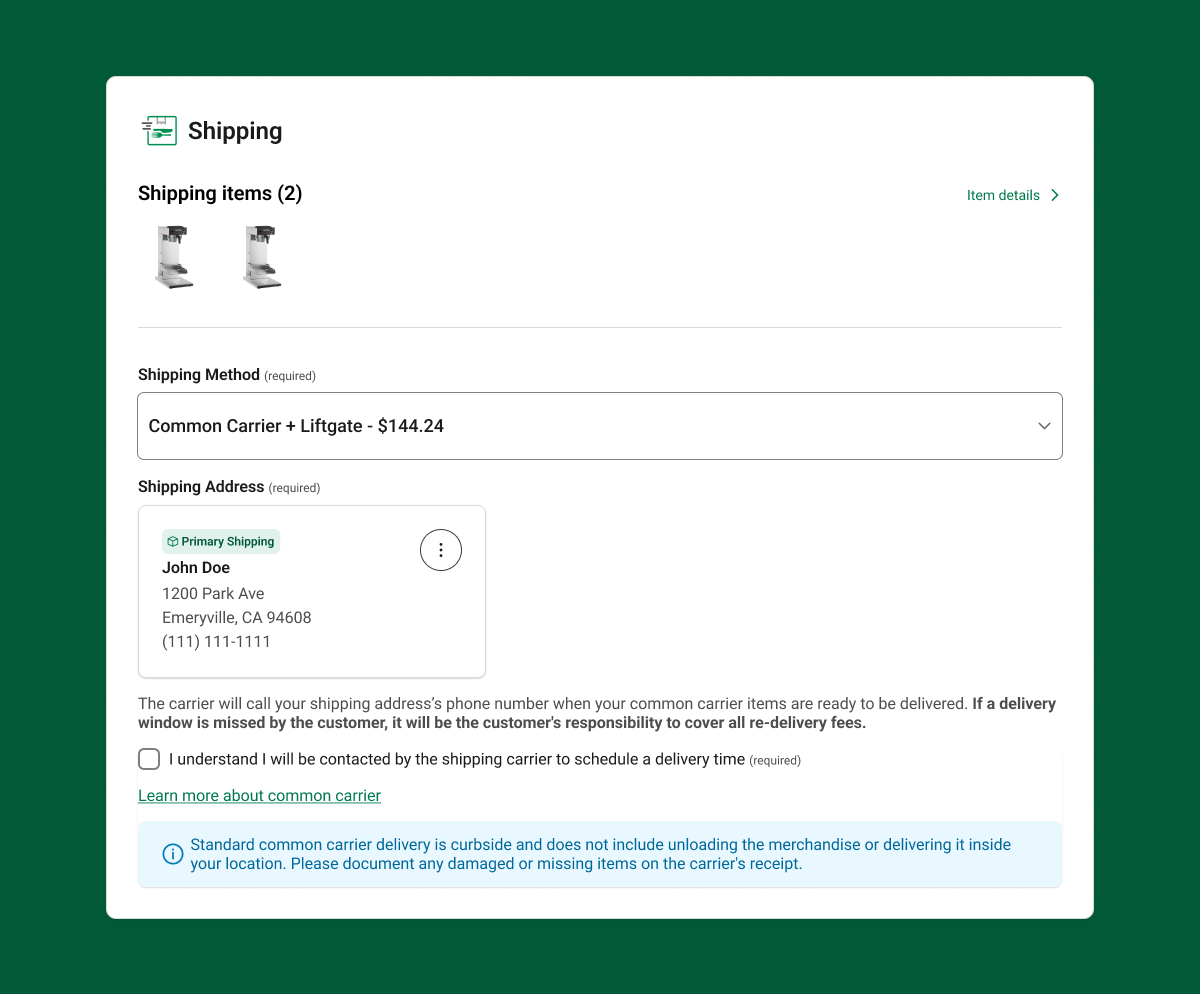 Shipping
Shipping items (2)
Item details
Shipping Method (required)
Common Carrier + Liftgate - $144.24
Shipping Address (required)
Primary Shipping
John Doe
1200 Park Ave
Emeryville, CA 94608
(111) 111-1111
The carrier will call your shipping address’s phone number when your common carrier items are ready to be delivered. If a delivery
window is missed by the customer, it will be the customer's responsibility to cover all re-delivery fees.
I understand I will be contacted by the shipping carrier to schedule a delivery time (required)
Learn more about common carrier
Standard common carrier delivery is curbside and does not include unloading the merchandise or delivering it inside
your location. Please document any damaged or missing items on the carrier's receipt.